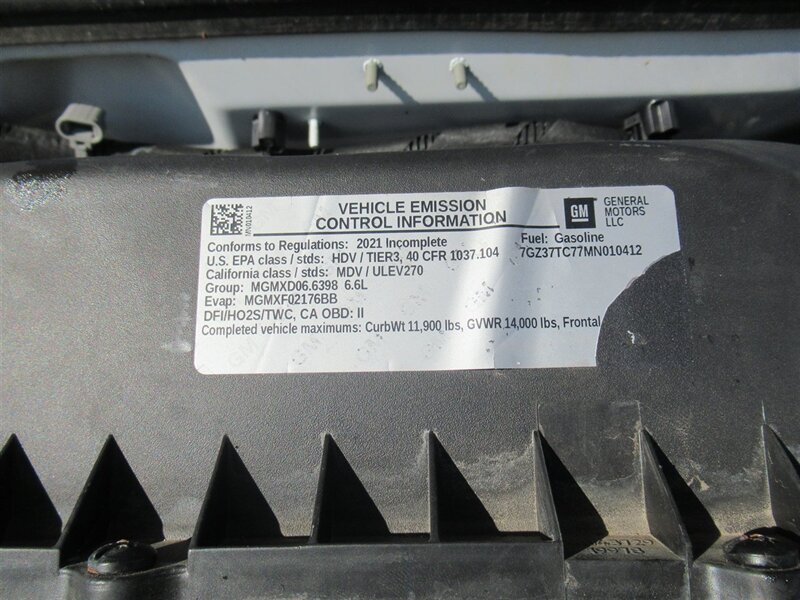 MN010412
VEHICLE EMISSION
CONTROL INFORMATION
GM
GENERAL
MOTORS
LLC
Conforms to Regulations: 2021 Incomplete
Fuel: Gasoline
U.S. EPA class / stds: HDV / TIER3, 40 CFR 1037.104
7GZ37TC77MN010412
California class / stds: MDV / ULEV270
Group: MGMXD06.6398 6.6L
Evap: MGMXF02176BB
DFI/HO2S/TWC, CA OBD: II
Completed vehicle maximums: CurbWt 11,900 lbs, GVWR 14,000 lbs, Frontal